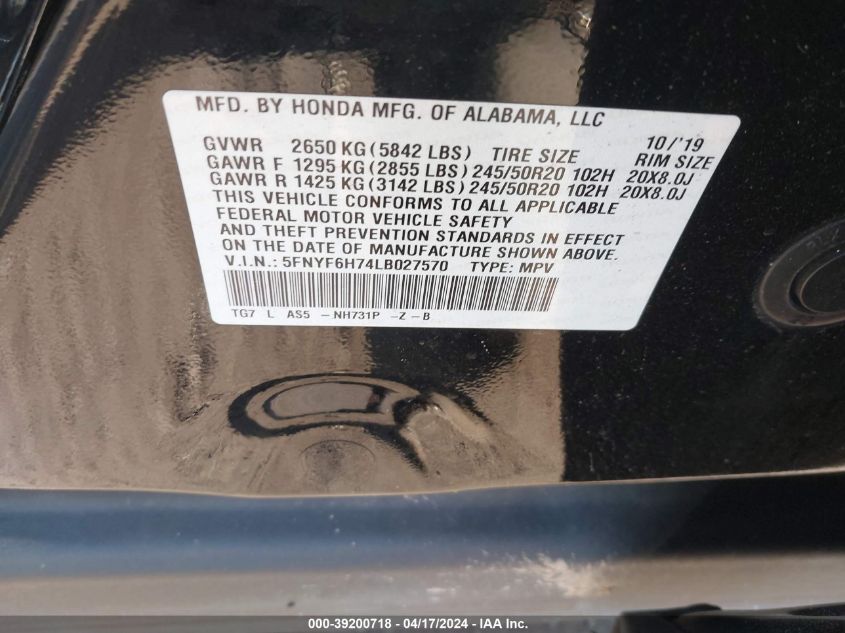 MFD. BY HONDA MFG. OF ALABAMA, LLC
10/'19
GVWR 2650 KG (5842 LBS) TIRE SIZE RIM SIZE
GAWR F 1295 KG (2855 LBS) 245/50R20 102H 20X8.0J
GAWR R 1425 KG (3142 LBS) 245/50R20 102H 20X8.0J
THIS VEHICLE CONFORMS TO ALL APPLICABLE
FEDERAL MOTOR VEHICLE SAFETY
AND THEFT PREVENTION STANDARDS IN EFFECT
ON THE DATE OF MANUFACTURE SHOWN ABOVE.
V.I.N.: 5FNYF6H74LB027570 TYPE: MPV
TG7 L AS5 -NH731P -Z-B
000-39200718 - 04/17/2024 - IAA Inc.